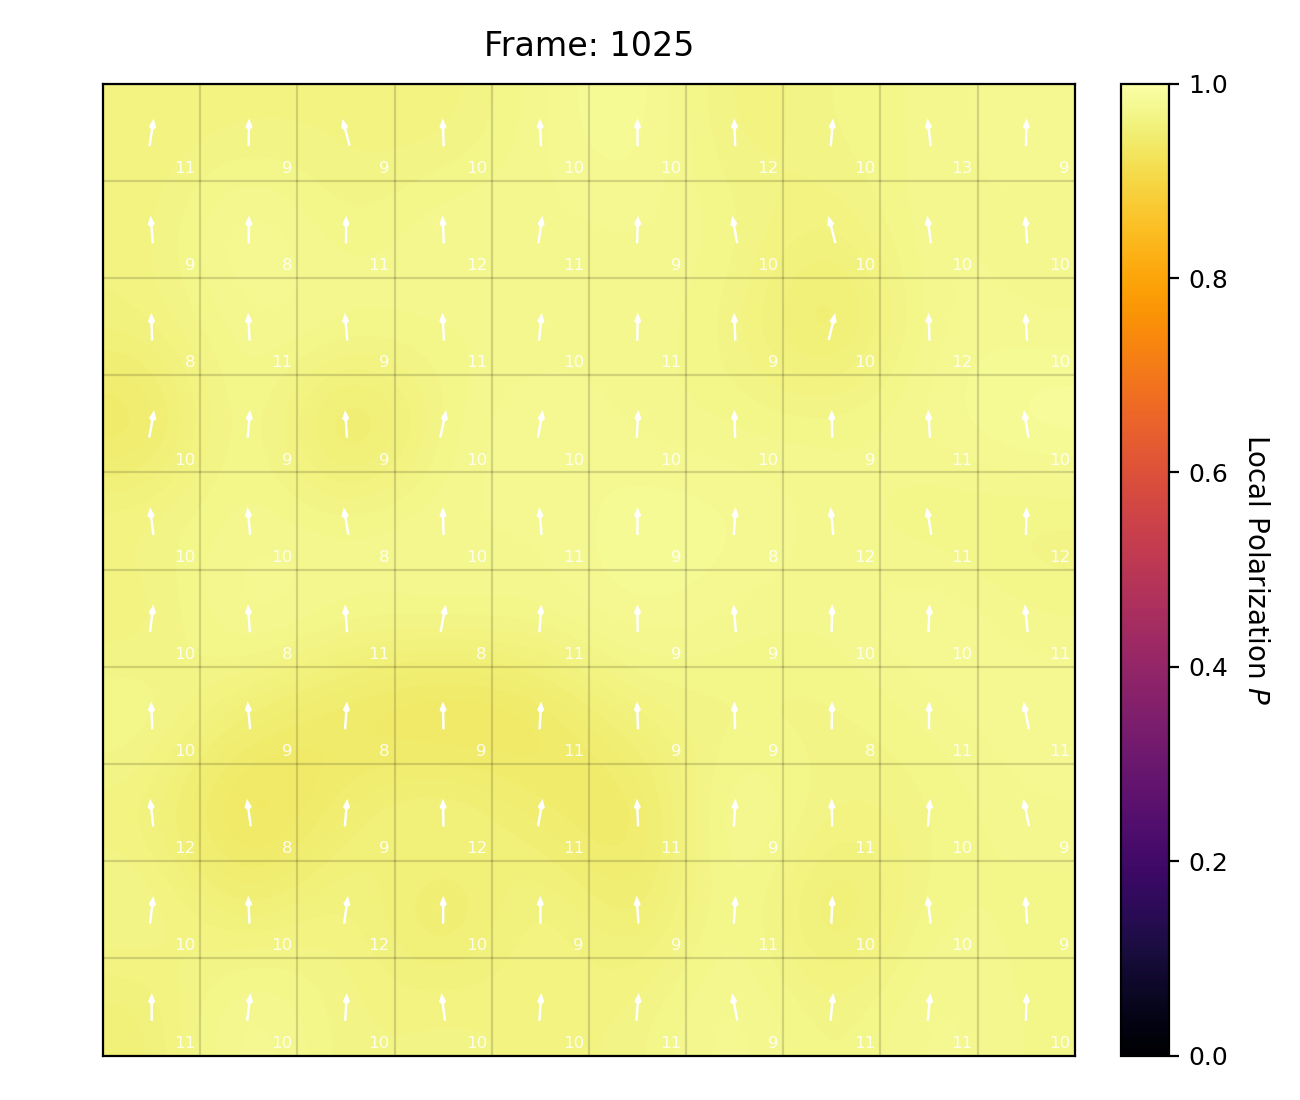 Frame: 1025
11 9 9 10 10 10 12 10 13 9
9 8 11 12 11 9 10 10 10 10
8 11 9 11 10 11 9 10 12 10
10 9 9 10 10 10 10 9 11 10
10 10 8 10 11 9 8 12 11 12
10 8 11 8 11 9 9 10 10 11
10 9 8 9 11 9 9 8 11 11
12 8 9 12 11 11 9 11 10 9
10 10 12 10 9 9 11 10 10 9
11 10 10 10 10 11 9 11 11 10
1.0
0.8
0.6
0.4
0.2
0.0
Local Polarization P